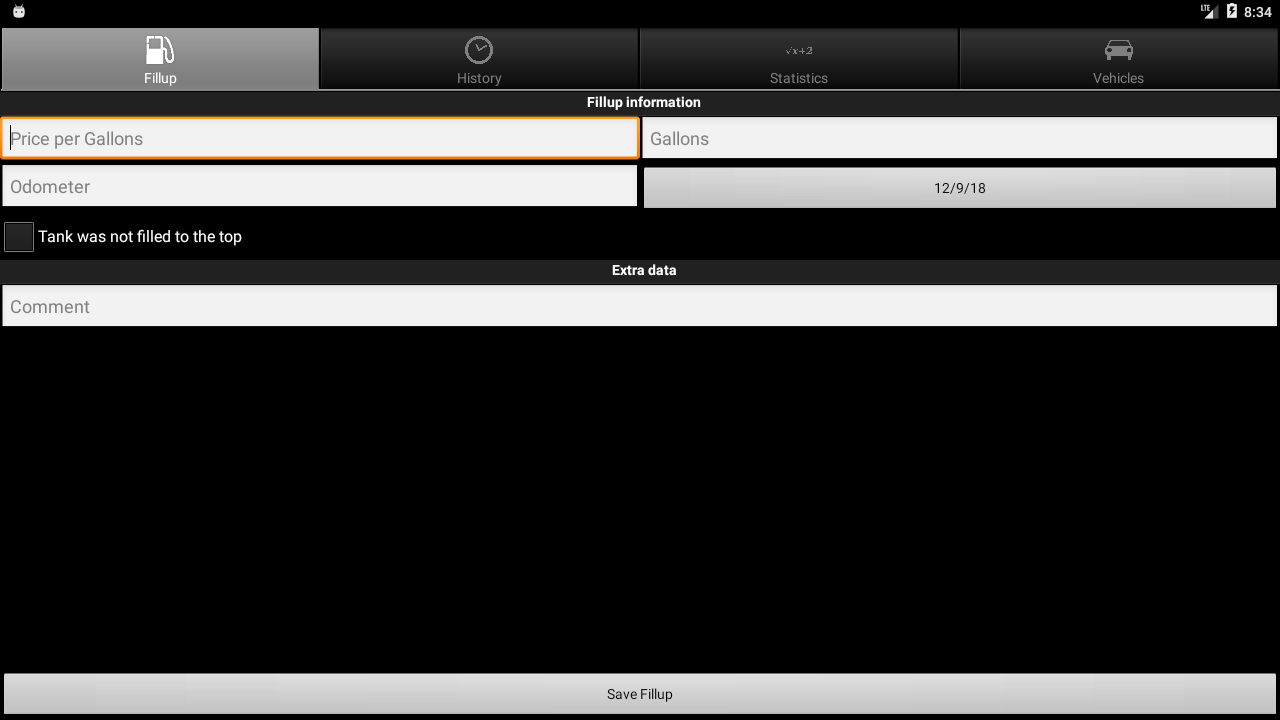 LTE 8:34
Fillup
History
√x+2
Statistics
Vehicles
Fillup information
Price per Gallons
Gallons
Odometer
12/9/18
Tank was not filled to the top
Extra data
Comment
Save Fillup